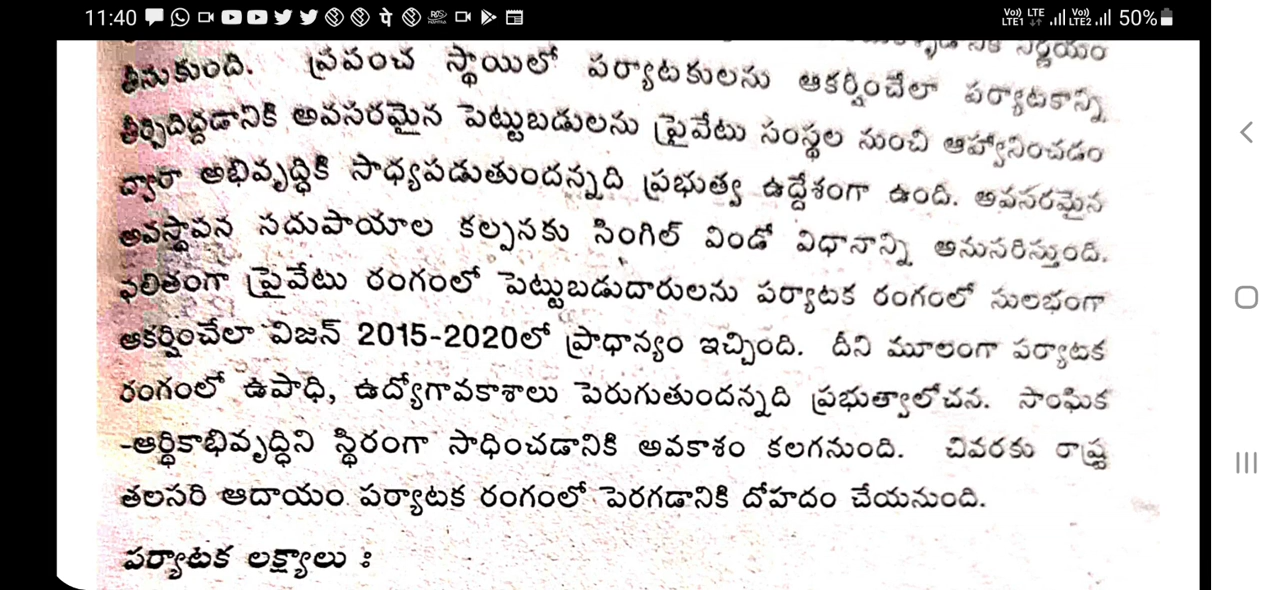 11:40 Vo)) LTE LTE1 Vo)) LTE2 50%
నిర్ణయం
తీసుకుంది. ప్రపంచ స్థాయిలో పర్యాటకులను ఆకర్షించేలా పర్యాటకాన్ని
తీర్చిదిద్దడానికి అవసరమైన పెట్టుబడులను ప్రైవేటు సంస్థల నుంచి ఆహ్వానించడం
ద్వారా అభివృద్ధికి సాధ్యపడుతుందన్నది ప్రభుత్వ ఉద్దేశంగా ఉంది. అవసరమైన
అవస్థాపన సదుపాయాల కల్పనకు సింగిల్ విండో విధానాన్ని అనుసరిస్తుంది.
ఫలితంగా ప్రైవేటు రంగంలో పెట్టుబడుదారులను పర్యాటక రంగంలో సులభంగా
ఆకర్షించేలా విజన్ 2015-2020లో ప్రాధాన్యం ఇచ్చింది. దీని మూలంగా పర్యాటక
రంగంలో ఉపాధి, ఉద్యోగావకాశాలు పెరుగుతుందన్నది ప్రభుత్వాలోచన. సాంఘిక
-ఆర్థికాభివృద్ధిని స్థిరంగా సాధించడానికి అవకాశం కలగనుంది. చివరకు రాష్ట్ర
తలసరి ఆదాయం పర్యాటక రంగంలో పెరగడానికి దోహదం చేయనుంది.
పర్యాటక లక్ష్యాలు :